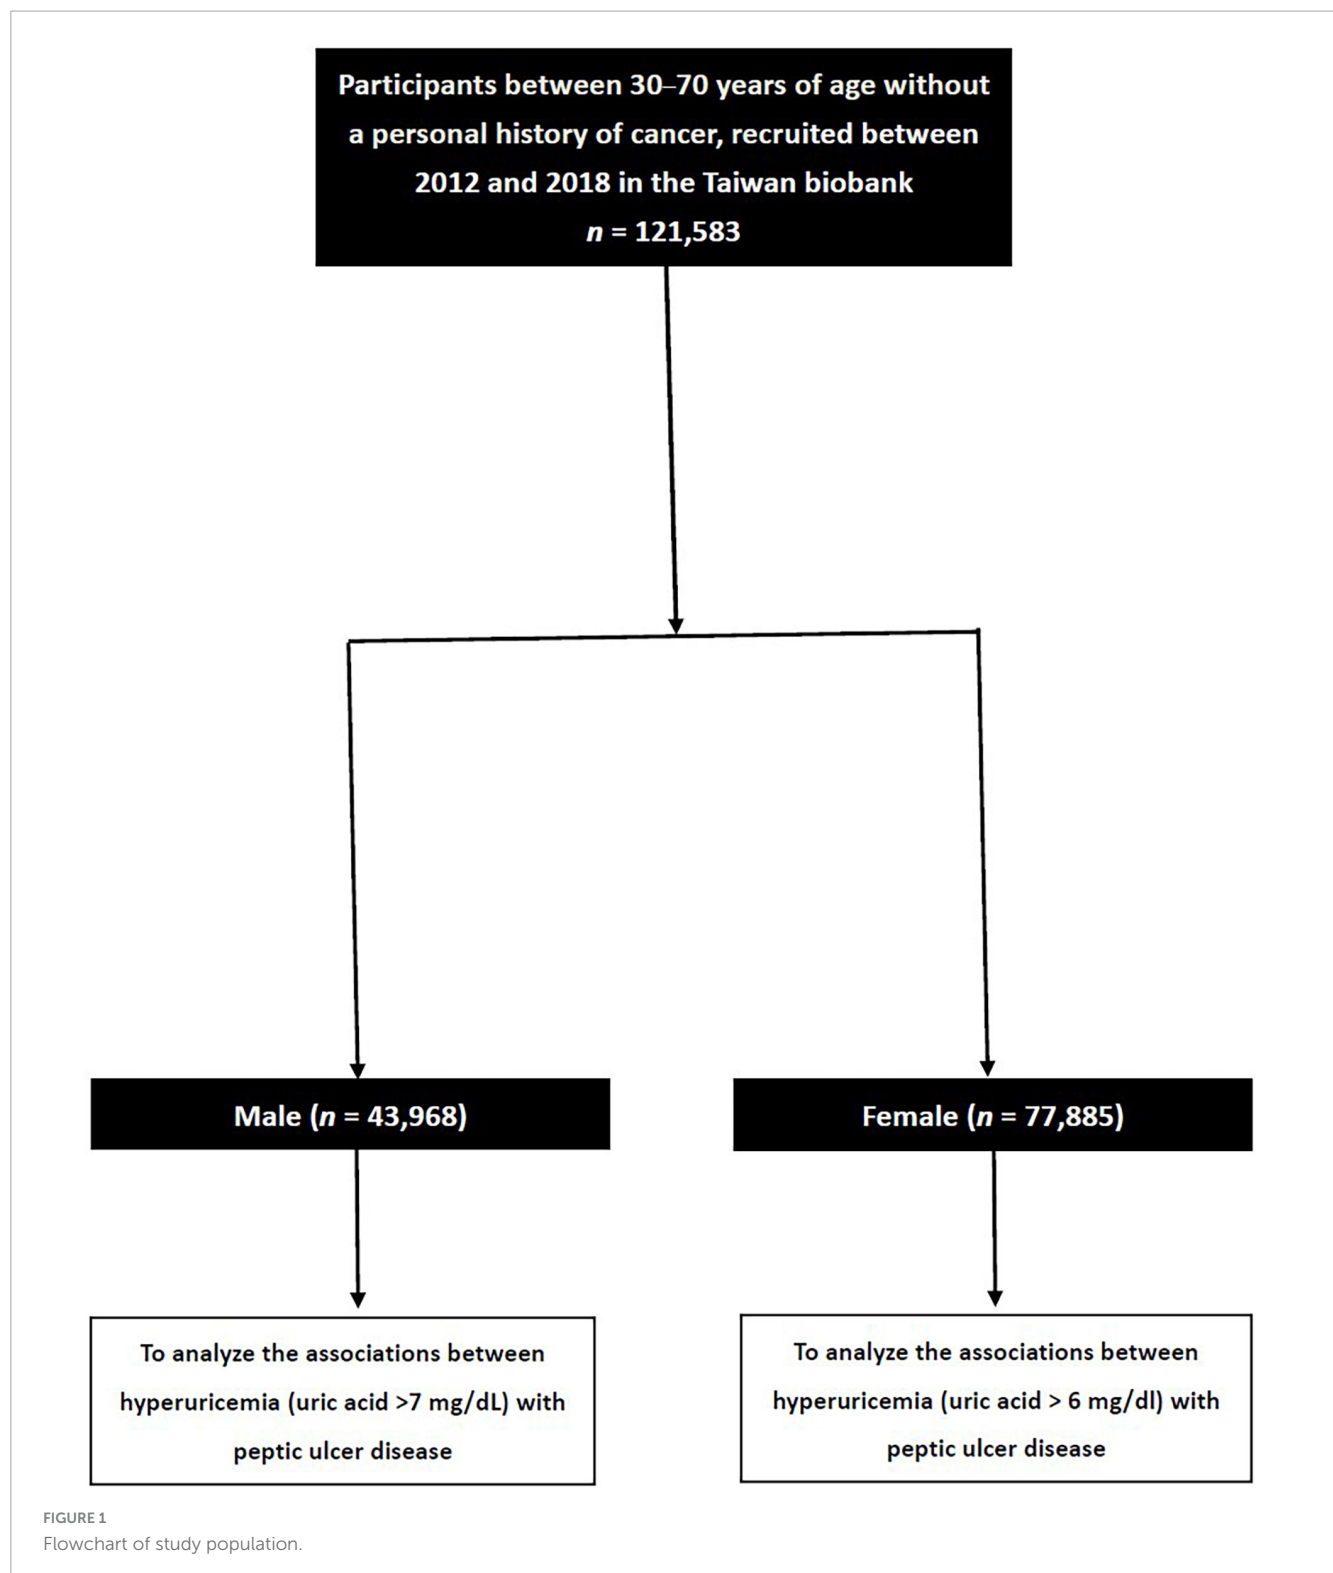 Participants between 30–70 years of age without
a personal history of cancer, recruited between
2012 and 2018 in the Taiwan biobank
n = 121,583
Male (n = 43,968)
Female (n = 77,885)
To analyze the associations between
hyperuricemia (uric acid >7 mg/dL) with
peptic ulcer disease
To analyze the associations between
hyperuricemia (uric acid > 6 mg/dl) with
peptic ulcer disease
FIGURE 1
Flowchart of study population.